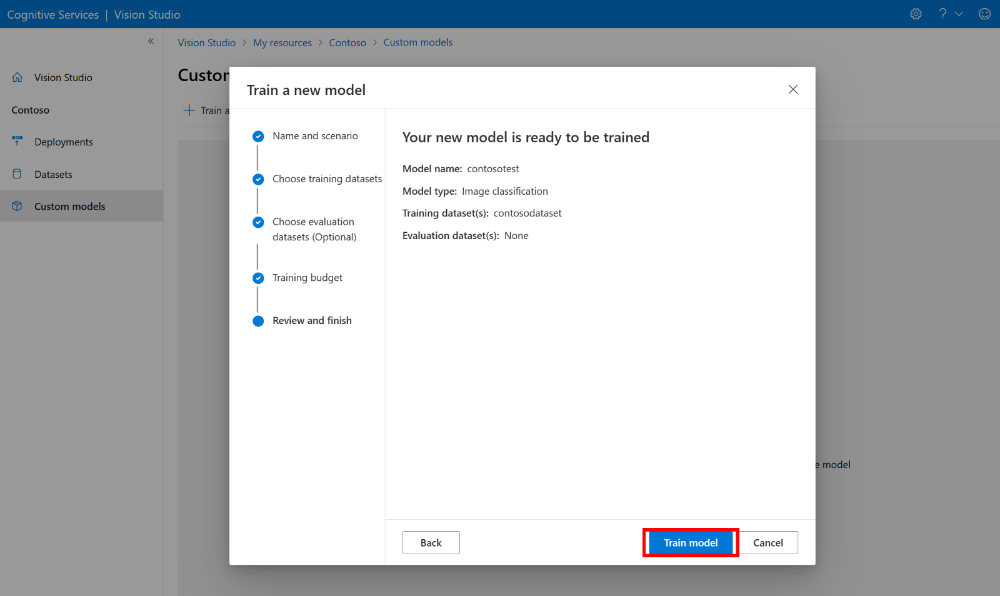 Cognitive Services | Vision Studio
Vision Studio > My resources > Contoso > Custom models
Vision Studio
Contoso
Deployments
Datasets
Custom models
Custom
Train a
Train a new model
Name and scenario
Choose training datasets
Choose evaluation
datasets (Optional)
Training budget
Review and finish
Your new model is ready to be trained
Model name: contosotest
Model type: Image classification
Training dataset(s): contosodataset
Evaluation dataset(s): None
e model
Back
Train model
Cancel